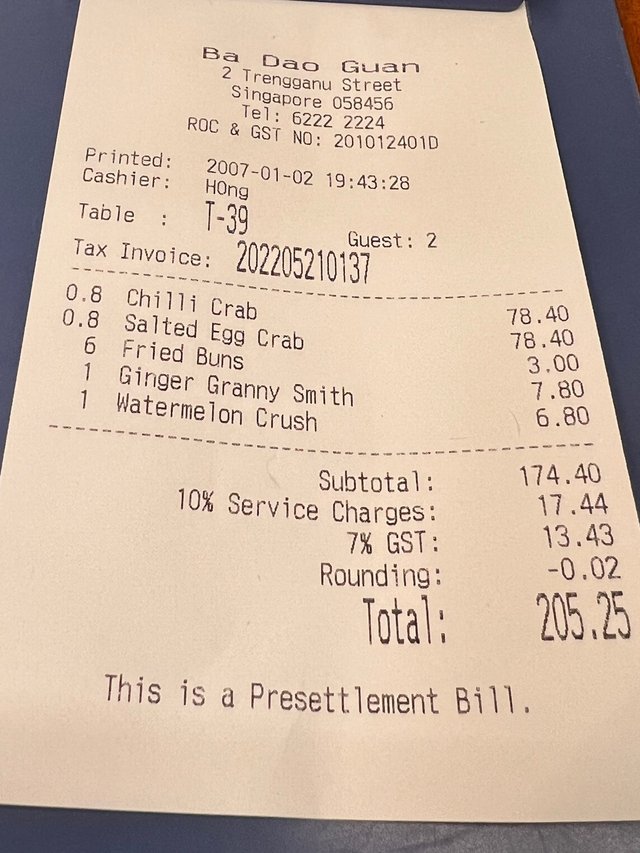 Ba Dao Guan
2 Trengganu Street
Singapore 058456
Tel: 6222 2224
ROC & GST NO: 201012401D
Printed: 2007-01-02 19:43:28
Cashier: H0ng
Table : T-39 Guest: 2
Tax Invoice: 202205210137
0.8 Chilli Crab 78.40
0.8 Salted Egg Crab 78.40
6 Fried Buns 3.00
1 Ginger Granny Smith 7.80
1 Watermelon Crush 6.80
Subtotal: 174.40
10% Service Charges: 17.44
7% GST: 13.43
Rounding: -0.02
Total: 205.25
This is a Presettlement Bill.